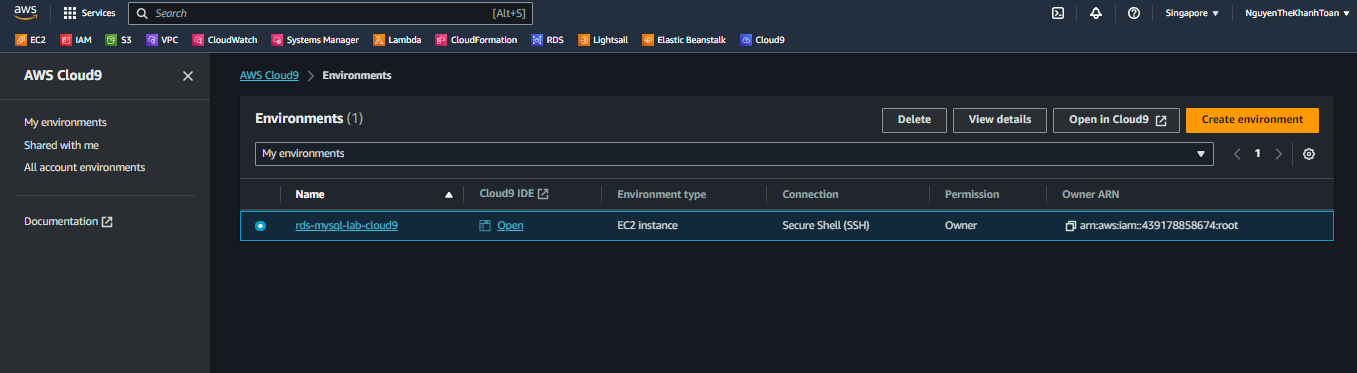 aws Services Search [Alt+S] Singapore ▼ NguyenTheKhanhToan ▼
EC2 IAM S3 VPC CloudWatch Systems Manager Lambda CloudFormation RDS Lightsail Elastic Beanstalk Cloud9
AWS Cloud9
My environments
Shared with me
All account environments
Documentation
AWS Cloud9 > Environments
Environments (1) Delete View details Open in Cloud9 Create environment
My environments < 1 >
Name Cloud9 IDE Environment type Connection Permission Owner ARN
rds-mysql-lab-cloud9 Open EC2 instance Secure Shell (SSH) Owner arn:aws:iam::439178858674:root